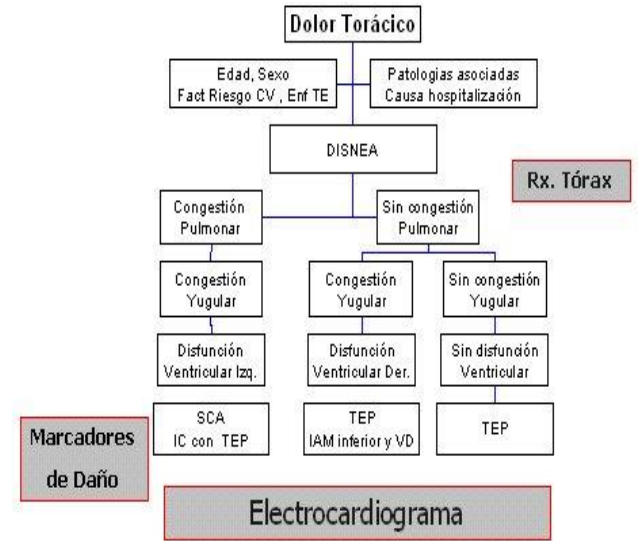 Dolor Torácico
Edad, Sexo
Fact Riesgo CV , Enf TE
Patologias asociadas
Causa hospitalización
DISNEA
Rx. Tórax
Congestión
Pulmonar
Sin congestión
Pulmonar
Congestión
Yugular
Congestión
Yugular
Sin congestión
Yugular
Disfunción
Ventricular Izq.
Disfunción
Ventricular Der.
Sin disfunción
Ventricular
SCA
IC con TEP
TEP
IAM inferior y VD
TEP
Marcadores
de Daño
Electrocardiograma